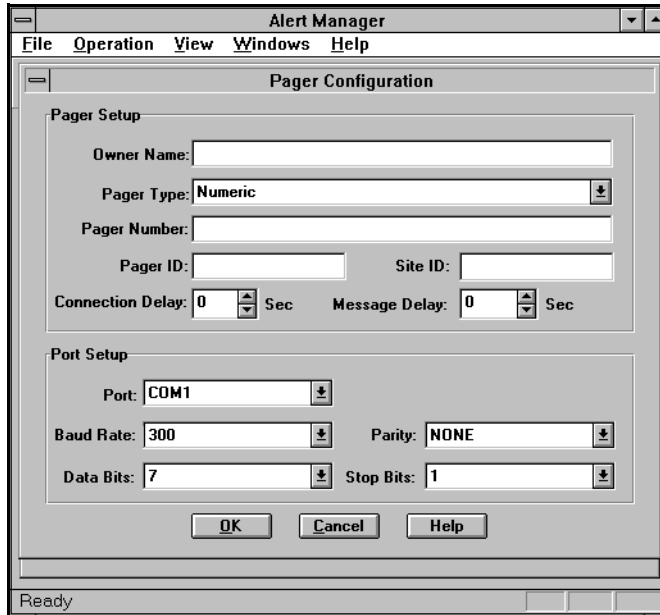 Alert Manager
File Operation View Windows Help
Pager Configuration
Pager Setup
Owner Name:
Pager Type: Numeric
Pager Number:
Pager ID: Site ID:
Connection Delay: 0 Sec Message Delay: 0 Sec
Port Setup
Port: COM1
Baud Rate: 300 Parity: NONE
Data Bits: 7 Stop Bits: 1
OK Cancel Help
Ready